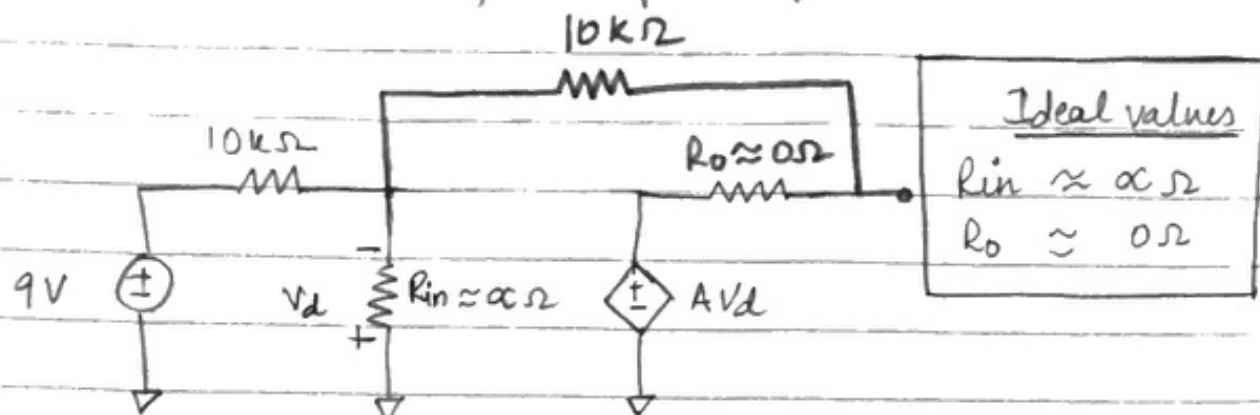 10KΩ
10KΩ
Ro≈0Ω
9V
-
Vd
+
Rin≃∝Ω
±
±
AVd
Ideal values
Rin ≈ ∝Ω
Ro ≈ 0Ω